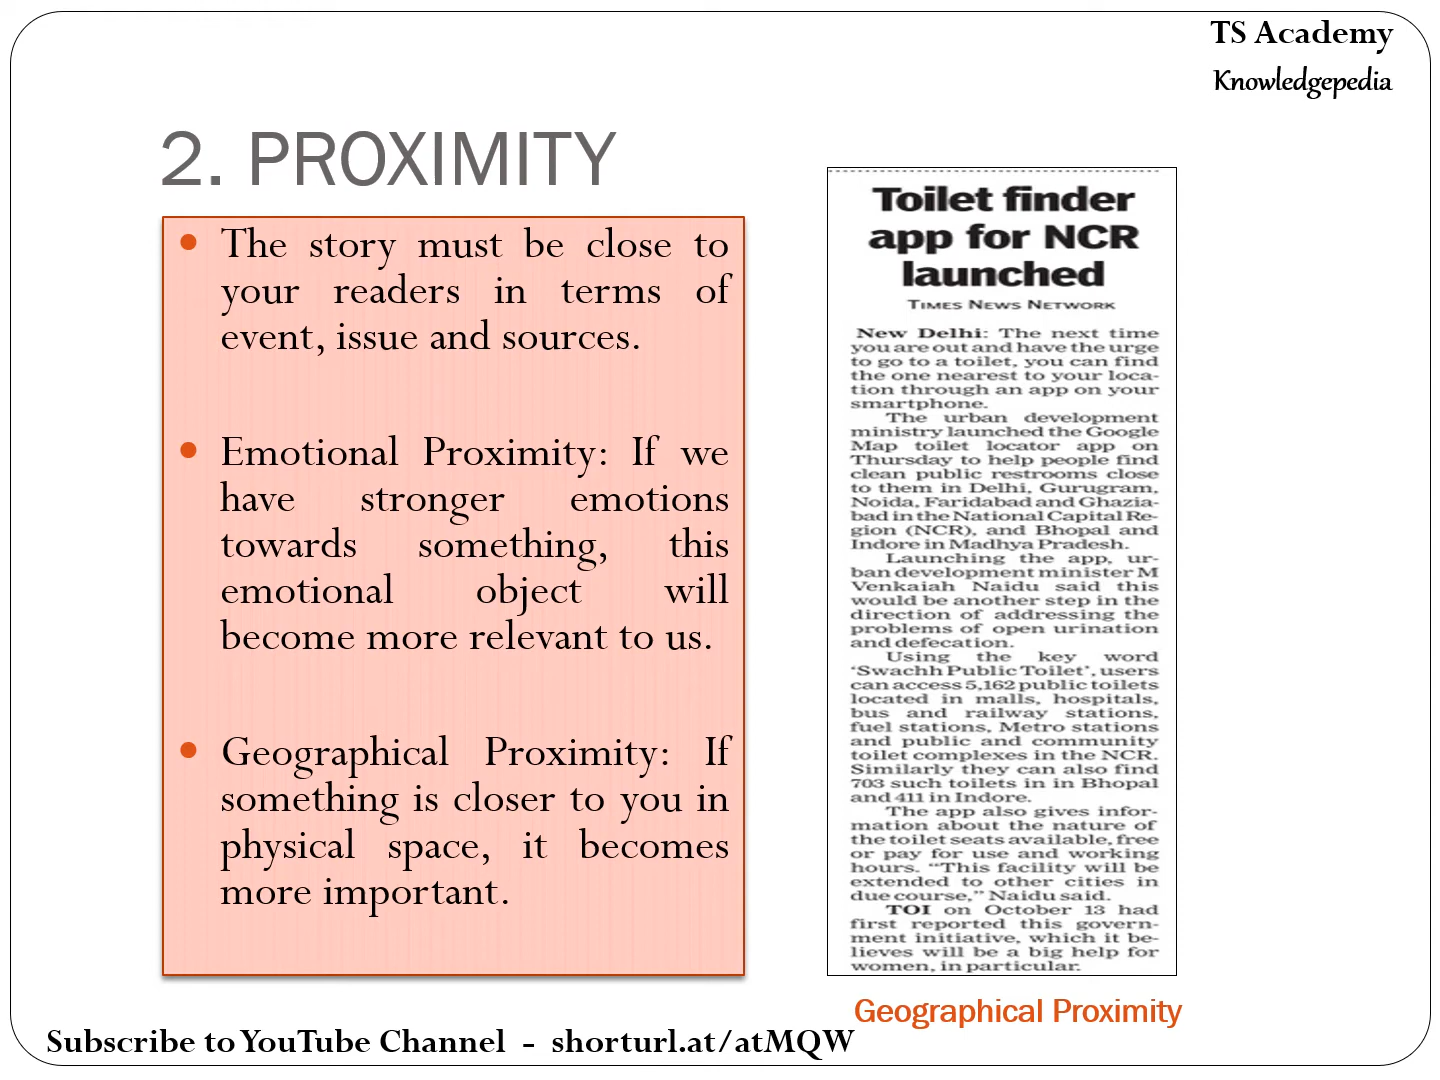 TS Academy
Knowledgepedia
2. PROXIMITY
• The story must be close to
your readers in terms of
event, issue and sources.
• Emotional Proximity: If we
have stronger emotions
towards something, this
emotional object will
become more relevant to us.
• Geographical Proximity: If
something is closer to you in
physical space, it becomes
more important.
Toilet finder
app for NCR
launched
TIMES NEWS NETWORK
New Delhi: The next time
you are out and have the urge
to go to a toilet, you can find
the one nearest to your loca-
tion through an app on your
smartphone.
The urban development
ministry launched the Google
Map toilet locator app on
Thursday to help people find
clean public restrooms close
to them in Delhi, Gurugram,
Noida, Faridabad and Ghazia-
bad in the National Capital Re-
gion (NCR), and Bhopal and
Indore in Madhya Pradesh.
Launching the app, ur-
ban development minister M
Venkaiah Naidu said this
would be another step in the
direction of addressing the
problems of open urination
and defecation.
Using the key word
‘Swachh Public Toilet’, users
can access 5,162 public toilets
located in malls, hospitals,
bus and railway stations,
fuel stations, Metro stations
and public and community
toilet complexes in the NCR.
Similarly they can also find
703 such toilets in in Bhopal
and 411 in Indore.
The app also gives infor-
mation about the nature of
the toilet seats available, free
or pay for use and working
hours. “This facility will be
extended to other cities in
due course,” Naidu said.
TOI on October 13 had
first reported this govern-
ment initiative, which it be-
lieves will be a big help for
women, in particular.
Geographical Proximity
Subscribe to YouTube Channel - shorturl.at/atMQW